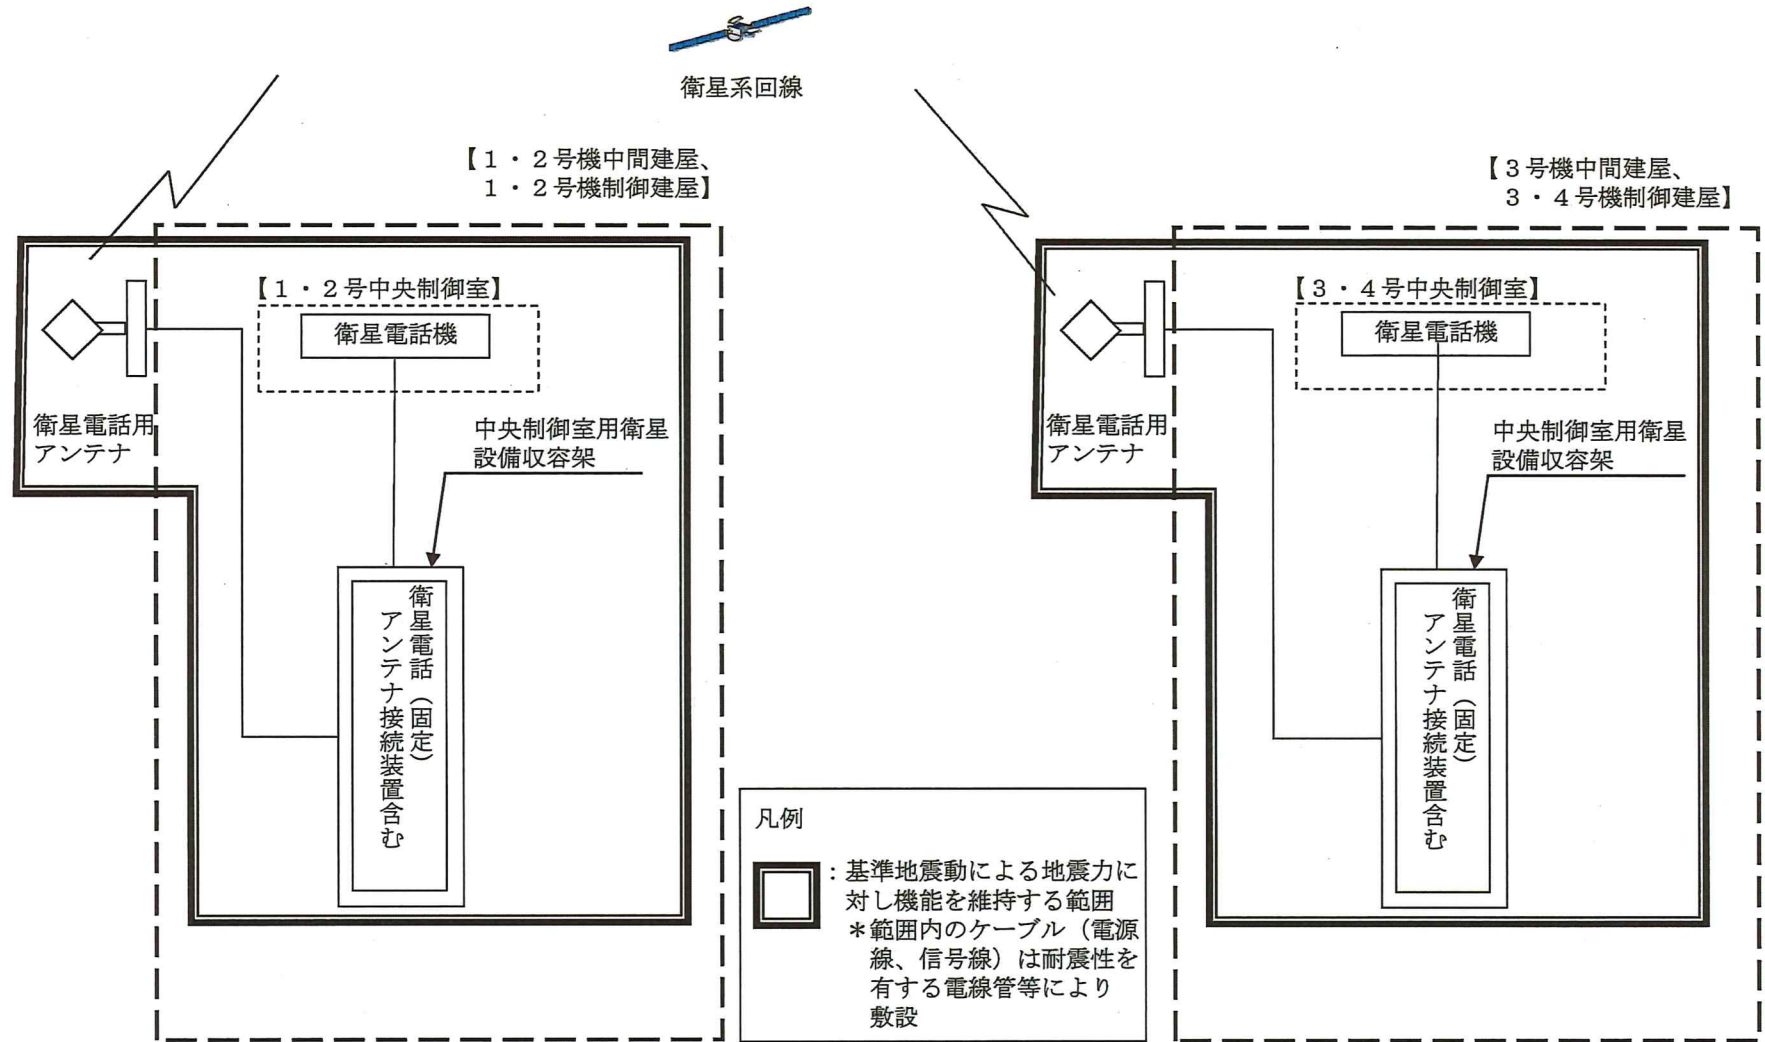 衛星系回線
【１・２号機中間建屋、
１・２号機制御建屋】
【１・２号中央制御室】
衛星電話機
衛星電話用
アンテナ
中央制御室用衛星
設備収容架
衛星電話（固定）
アンテナ接続装置含む
【３号機中間建屋、
３・４号機制御建屋】
【３・４号中央制御室】
衛星電話機
衛星電話用
アンテナ
中央制御室用衛星
設備収容架
衛星電話（固定）
アンテナ接続装置含む
凡例
：基準地震動による地震力に
対し機能を維持する範囲
＊範囲内のケーブル（電源
線、信号線）は耐震性を
有する電線管等により
敷設